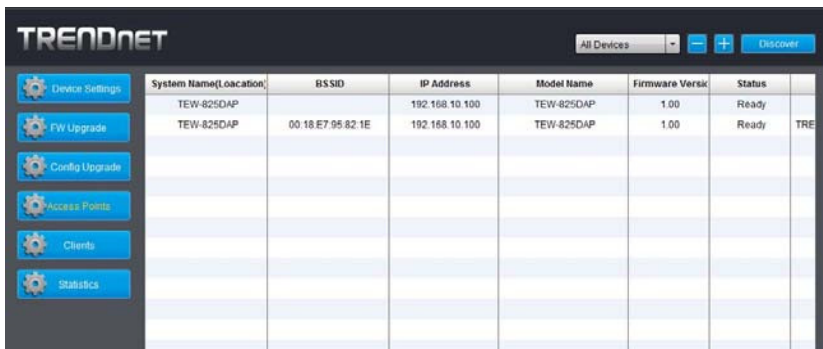 TRENDnet
All Devices
Discover
Device Settings
FW Upgrade
Config Upgrade
Access Points
Clients
Statistics
System Name(Loacation) BSSID IP Address Model Name Firmware Versic Status
TEW-825DAP 192.168.10.100 TEW-825DAP 1.00 Ready
TEW-825DAP 00:18:E7:95:82:1E 192.168.10.100 TEW-825DAP 1.00 Ready TRE